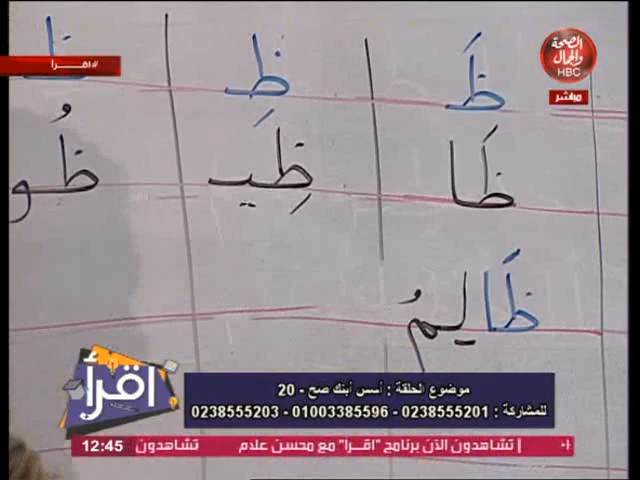 ظَ ظِ ظ
ظَا ظِيـ ظُو
ظَالِمُ
الصحة والجمال
HBC
مباشر
#اقرأ
اقرأ
موضوع الحلقة : أسس أبنك صح - 20
للمشاركة : 0238555201 - 01003385596 - 0238555203
تشاهدون الآن برنامج "اقرأ" مع محسن علام | تشاهدون
12:45